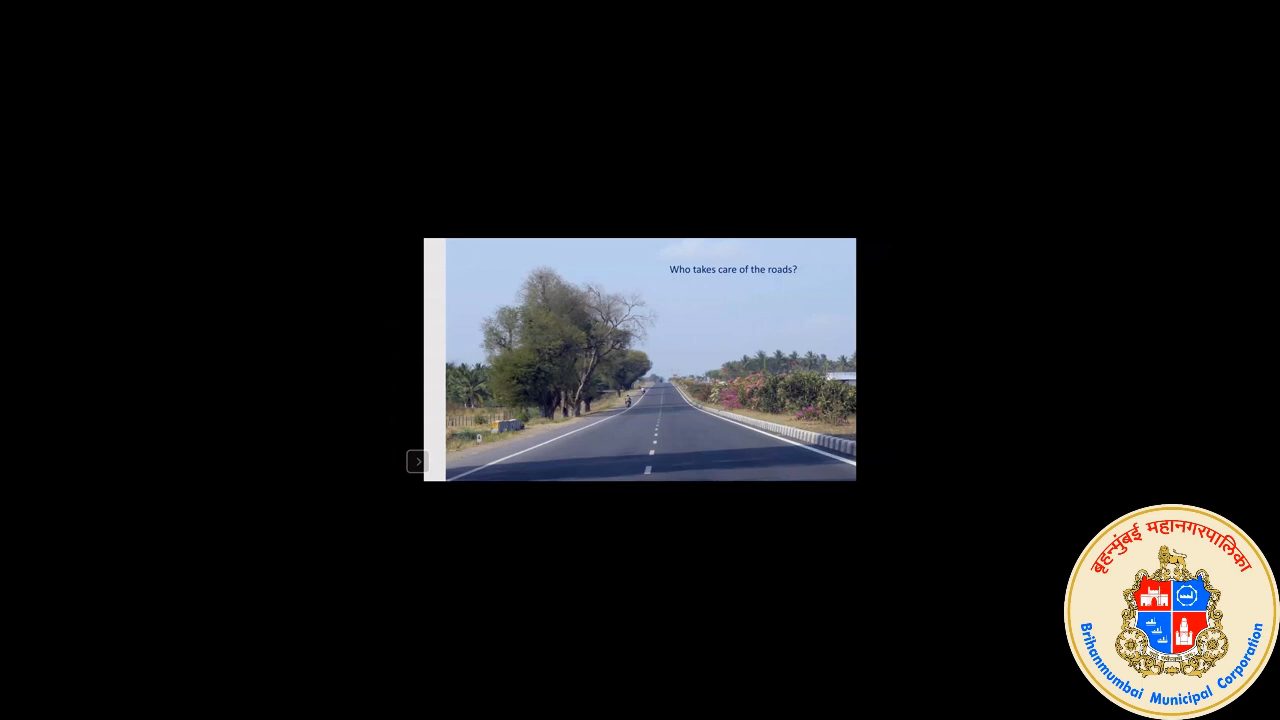 Who takes care of the roads?
बृहन्मुंबई महानगरपालिका
Brihanmumbai Municipal Corporation